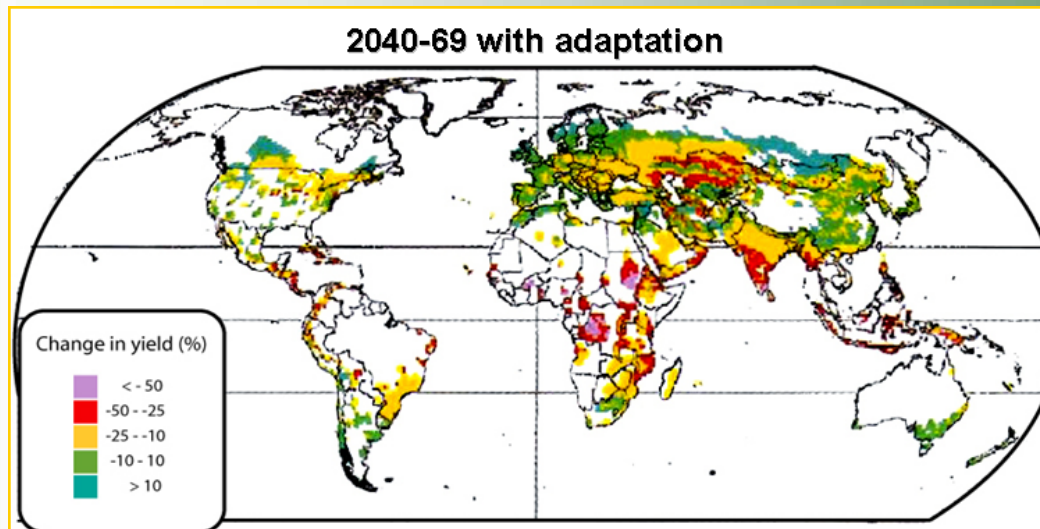 2040-69 with adaptation
Change in yield (%)
< - 50
-50 - -25
-25 - -10
-10 - 10
> 10